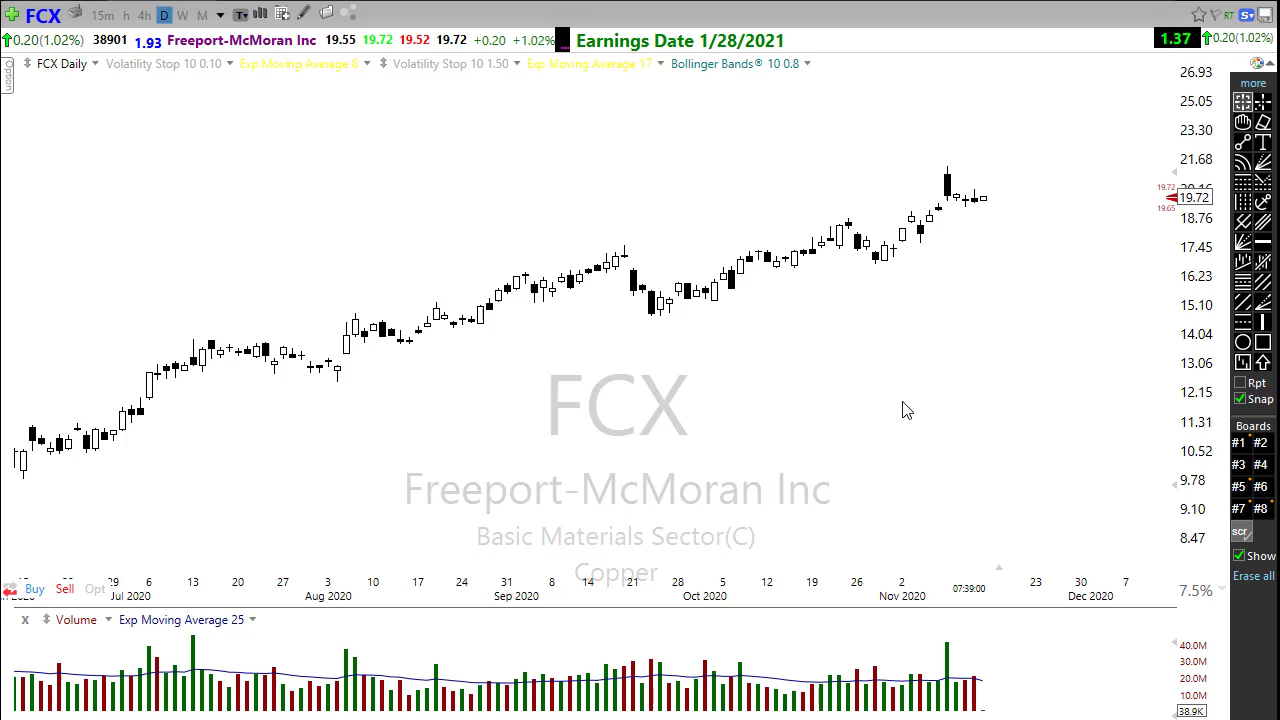 FCX 15m h 4h D W M T RT S
0.20(1.02%) 38901 1.93 Freeport-McMoran Inc 19.55 19.72 19.52 19.72 +0.20 +1.02% Earnings Date 1/28/2021 1.37 0.20(1.02%)
Option
FCX Daily Volatility Stop 10 0.10 Exp Moving Average 8 Volatility Stop 10 1.50 Exp Moving Average 17 Bollinger Bands® 10 0.8
26.93
25.05
23.30
21.68
19.72
19.72
19.65
18.76
17.45
16.23
15.10
14.04
13.06
12.15
11.31
10.52
9.78
9.10
8.47
7.5%
more
Rpt
Snap
Boards
#1 #2
#3 #4
#5 #6
#7 #8
scr
Show
Erase all
FCX
Freeport-McMoran Inc
Basic Materials Sector(C)
Copper
6 13 20 27 3 10 17 24 31 8 14 21 28 5 12 19 26 2 23 30 7
Buy Sell Opt
Jul 2020 Aug 2020 Sep 2020 Oct 2020 Nov 2020 07:39:00 Dec 2020
x Volume Exp Moving Average 25
40.0M
30.0M
20.0M
10.0M
38.9K